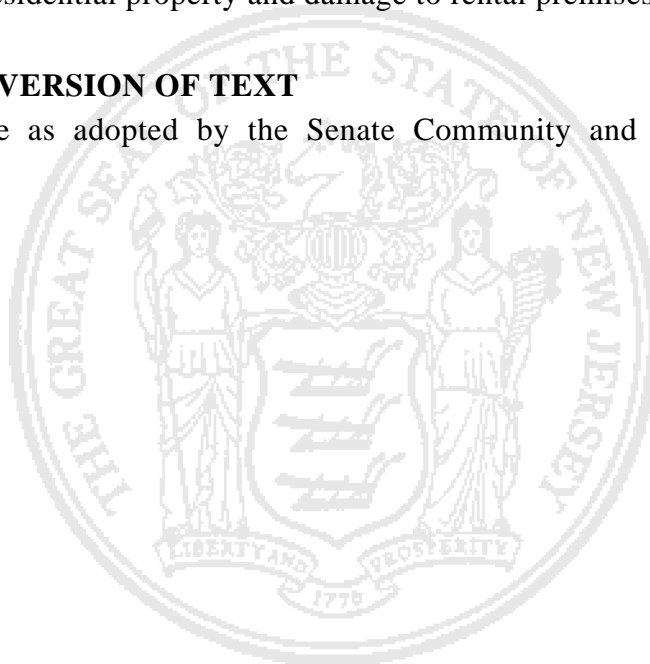 esidential property and damage to rental premises
VERSION OF TEXT
e as adopted by the Senate Community and
THE GREAT SEAL OF THE STATE OF NEW JERSEY
LIBERTY AND PROSPERITY
1776